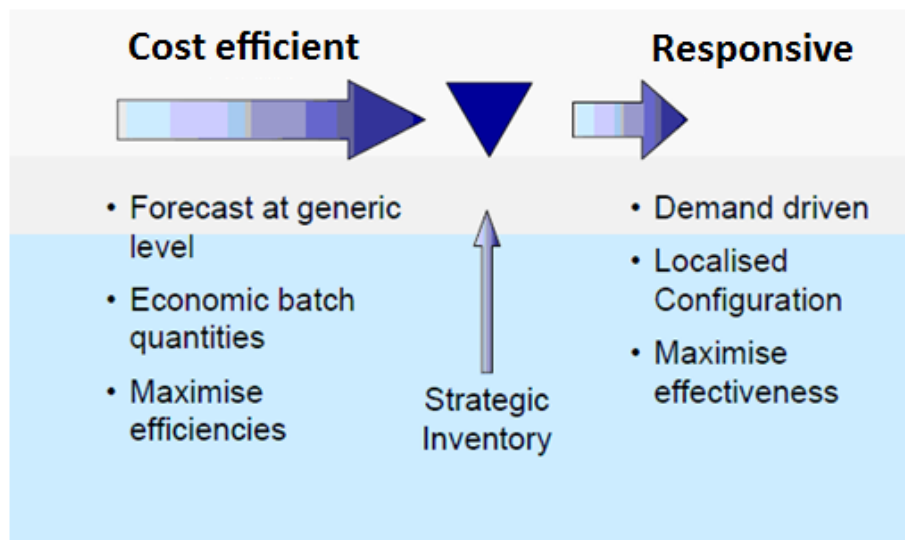 Cost efficient
Responsive
• Forecast at generic
level
• Economic batch
quantities
• Maximise
efficiencies
Strategic
Inventory
• Demand driven
• Localised
Configuration
• Maximise
effectiveness